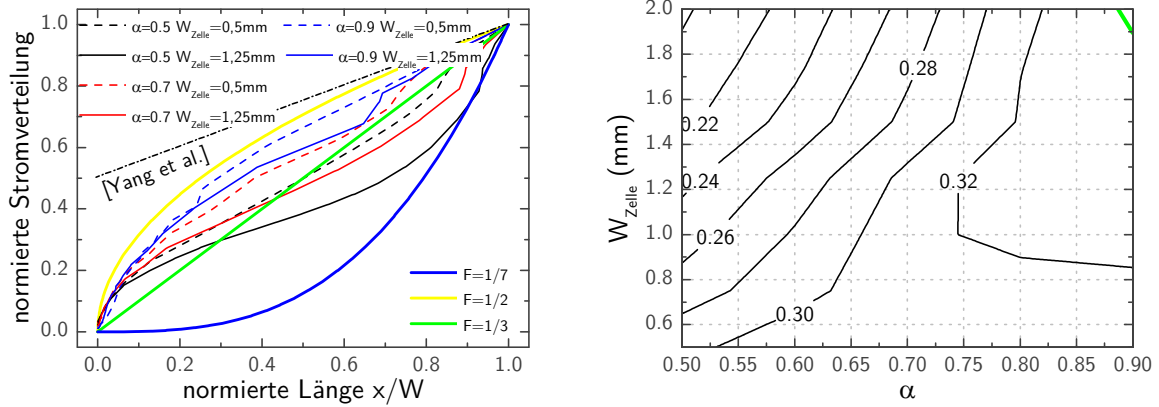 normierte Stromverteilung
1.0
0.8
0.6
0.4
0.2
0.0
α=0.5 W_Zelle=0,5mm
α=0.9 W_Zelle=0,5mm
α=0.5 W_Zelle=1,25mm
α=0.9 W_Zelle=1,25mm
α=0.7 W_Zelle=0,5mm
α=0.7 W_Zelle=1,25mm
[Yang et al.]
F=1/7
F=1/2
F=1/3
0.0 0.2 0.4 0.6 0.8 1.0
normierte Länge x/W
W_Zelle (mm)
2.0
1.8
1.6
1.4
1.2
1.0
0.8
0.6
0.28
0.22
0.24
0.32
0.26
0.30
0.50 0.55 0.60 0.65 0.70 0.75 0.80 0.85 0.90
α